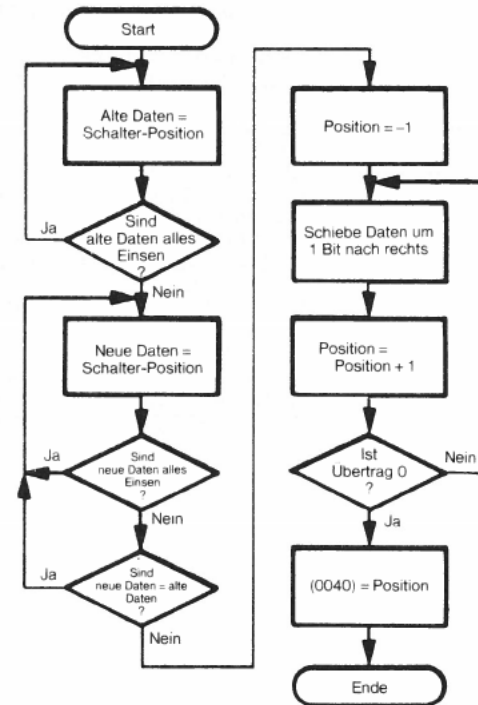 Start
Alte Daten =
Schalter-Position
Ja
Sind
alte Daten alles
Einsen
?
Nein
Neue Daten =
Schalter-Position
Ja
Sind
neue Daten alles
Einsen
?
Nein
Ja
Sind
neue Daten = alte
Daten
?
Nein
Position = –1
Schiebe Daten um
1 Bit nach rechts
Position =
Position + 1
Ist
Übertrag 0
?
Nein
Ja
(0040) = Position
Ende